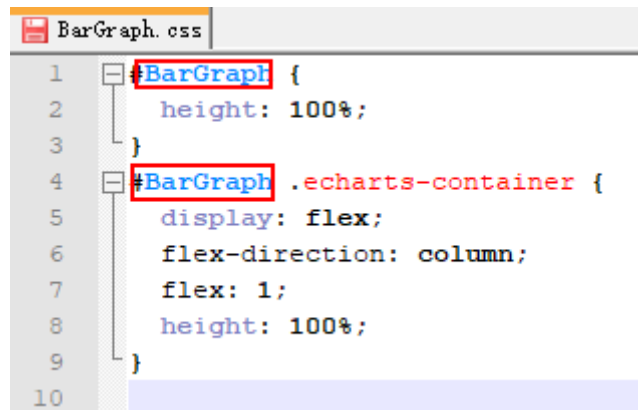 BarGraph.css
1 #BarGraph {
2 height: 100%;
3 }
4 #BarGraph .echarts-container {
5 display: flex;
6 flex-direction: column;
7 flex: 1;
8 height: 100%;
9 }
10